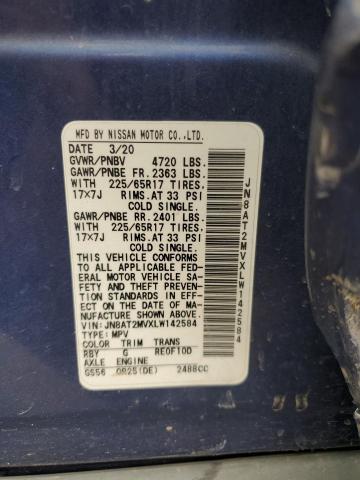 MFD BY NISSAN MOTOR CO.,LTD.
DATE 3/20
GVWR/PNBV 4720 LBS.
GAWR/PNBE FR. 2363 LBS.
WITH 225/65R17 TIRES.
17×7J RIMS.AT 33 PSI
COLD SINGLE.
GAWR/PNBE RR. 2401 LBS.
WITH 225/65R17 TIRES.
17×7J RIMS.AT 33 PSI
COLD SINGLE.
THIS VEHICLE CONFORMS
TO ALL APPLICABLE FED-
ERAL MOTOR VEHICLE SA-
FETY AND THEFT PREVEN-
TION STANDARDS IN EFF-
ECT ON THE DATE OF MA-
NUFACTURE SHOWN ABOVE.
VIN:JN8AT2MVXLW142584
TYPE:MPV
COLOR TRIM TRANS
RBY G RE0F10D
AXLE ENGINE
GS56 QR25(DE) 2488CC
JN8AT2MVXLW142584